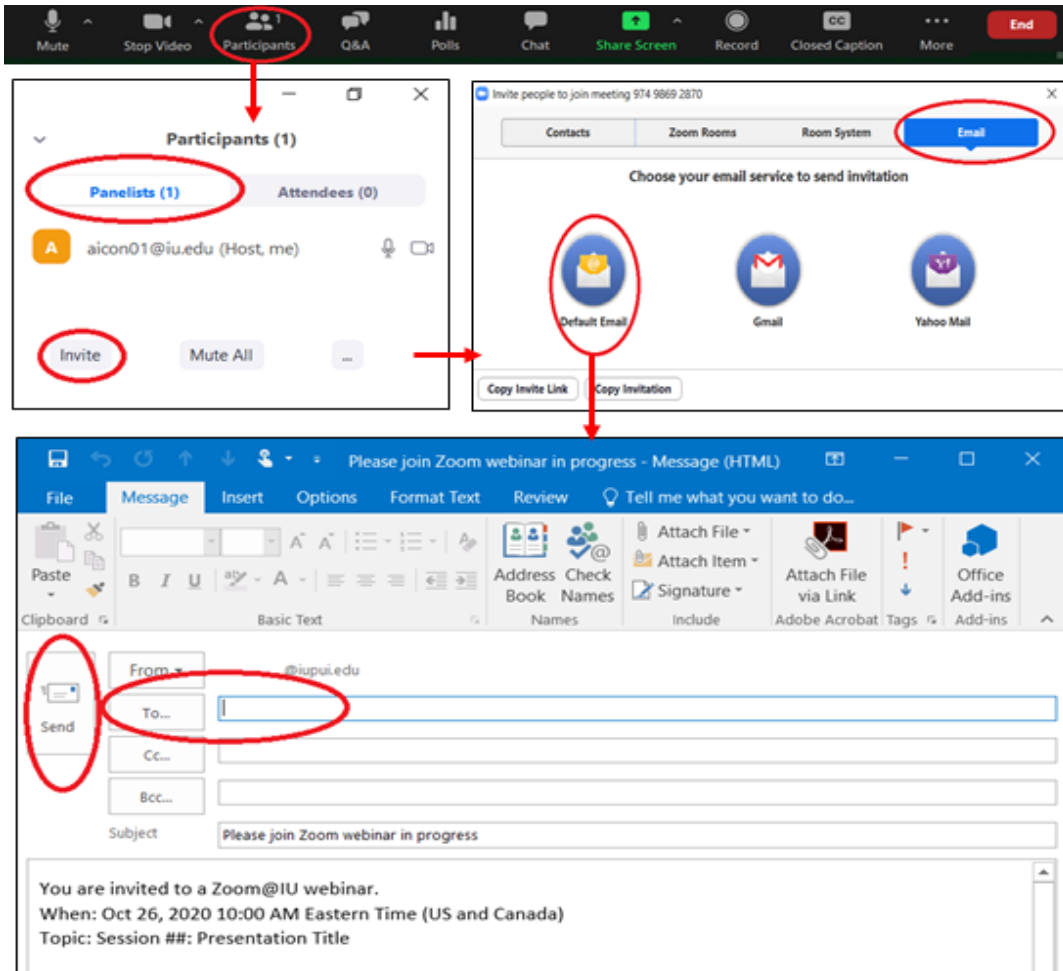 1
Mute Stop Video Participants Q&A Polls Chat Share Screen Record CC Closed Caption More End
Participants (1)
Panelists (1) Attendees (0)
A aicon01@iu.edu (Host, me)
Invite Mute All ...
Invite people to join meeting 974 9869 2870
Contacts Zoom Rooms Room System Email
Choose your email service to send invitation
Default Email Gmail Yahoo Mail
Copy Invite Link Copy Invitation
Please join Zoom webinar in progress - Message (HTML)
File Message Insert Options Format Text Review Tell me what you want to do...
Paste
B I U
Address Book
Check Names
Attach File
Attach Item
Signature
Attach File via Link
Office Add-ins
Clipboard Basic Text Names Include Adobe Acrobat Tags Add-ins
From @iupui.edu
Send
To...
Cc...
Bcc...
Subject Please join Zoom webinar in progress
You are invited to a Zoom@IU webinar.
When: Oct 26, 2020 10:00 AM Eastern Time (US and Canada)
Topic: Session ##: Presentation Title